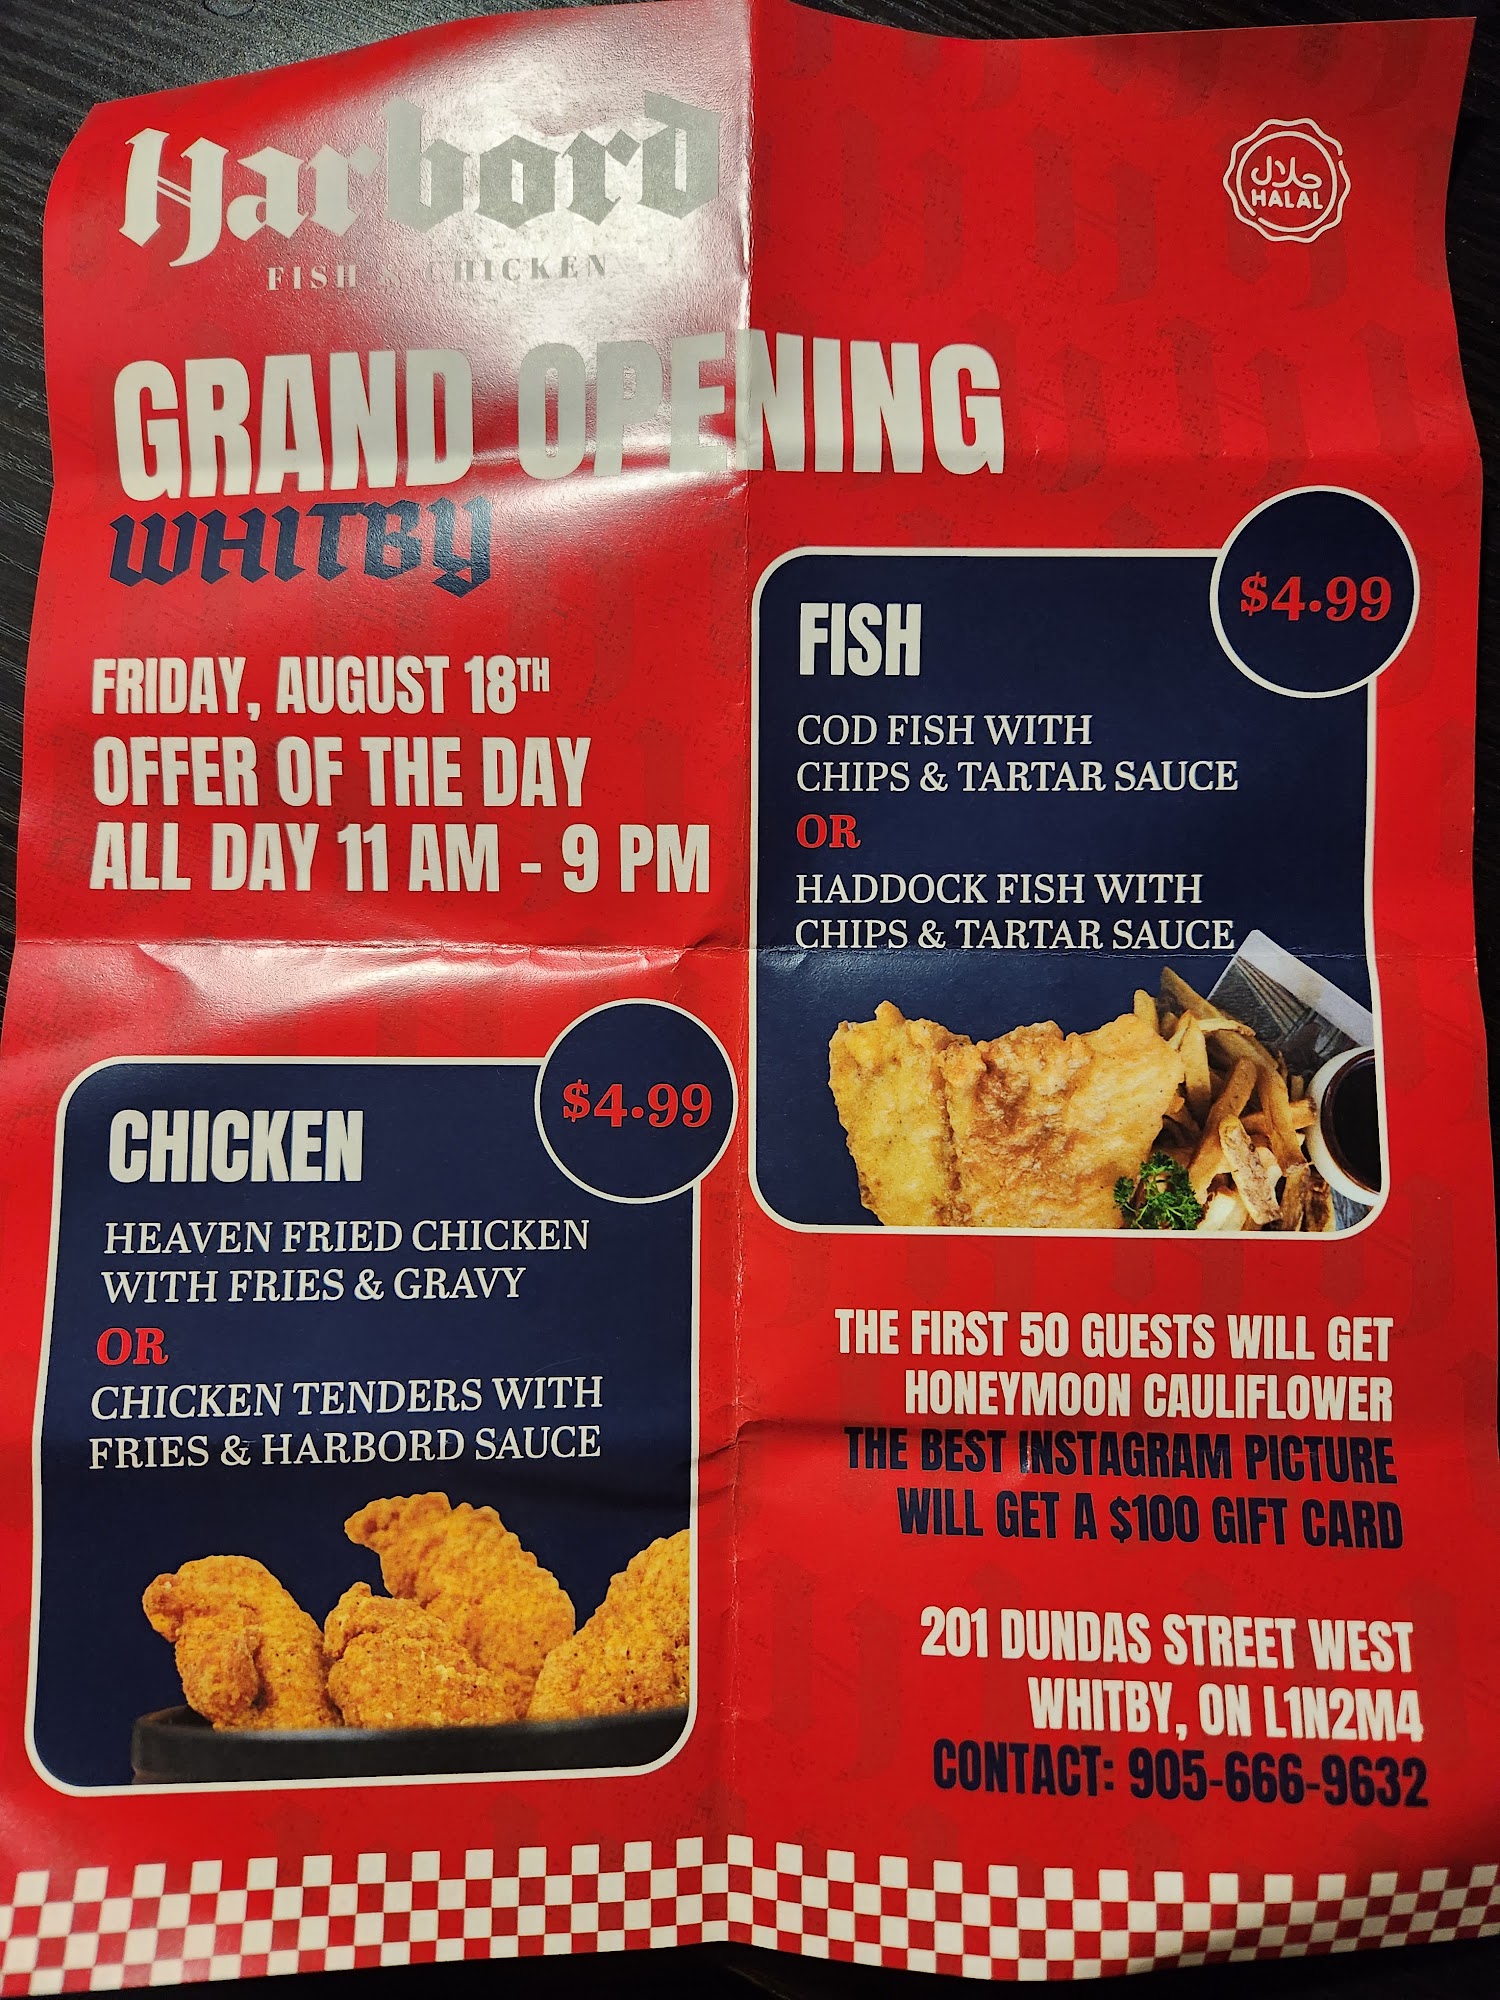 Harbord
FISH & CHICKEN
حلال
HALAL
GRAND OPENING
WHITBY
FRIDAY, AUGUST 18TH
OFFER OF THE DAY
ALL DAY 11 AM - 9 PM
$4.99
FISH
COD FISH WITH
CHIPS & TARTAR SAUCE
OR
HADDOCK FISH WITH
CHIPS & TARTAR SAUCE
$4.99
CHICKEN
HEAVEN FRIED CHICKEN
WITH FRIES & GRAVY
OR
CHICKEN TENDERS WITH
FRIES & HARBORD SAUCE
THE FIRST 50 GUESTS WILL GET
HONEYMOON CAULIFLOWER
THE BEST INSTAGRAM PICTURE
WILL GET A $100 GIFT CARD
201 DUNDAS STREET WEST
WHITBY, ON L1N2M4
CONTACT: 905-666-9632